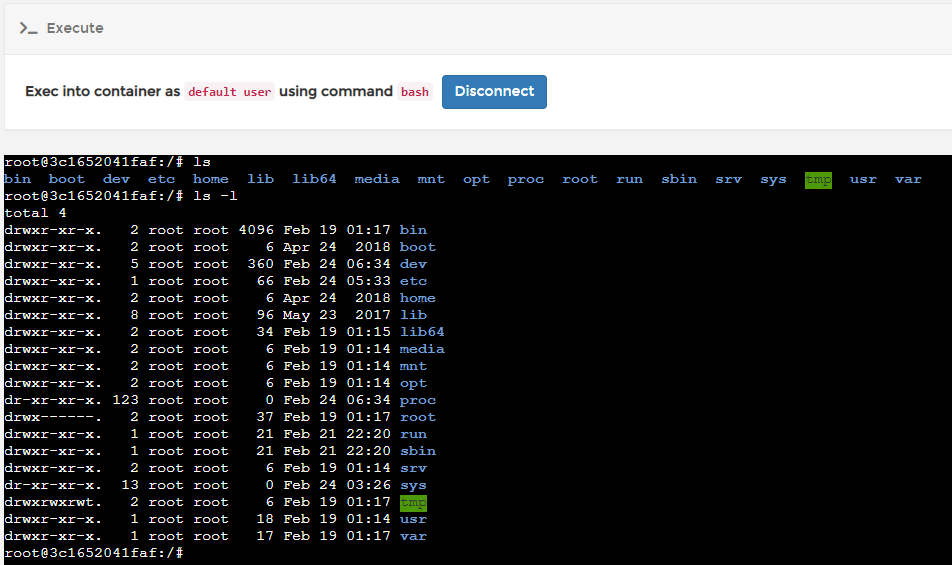 >_ Execute
Exec into container as default user using command bash Disconnect
root@3c1652041faf:/# ls
bin boot dev etc home lib lib64 media mnt opt proc root run sbin srv sys tmp usr var
root@3c1652041faf:/# ls -l
total 4
drwxr-xr-x. 2 root root 4096 Feb 19 01:17 bin
drwxr-xr-x. 2 root root 6 Apr 24 2018 boot
drwxr-xr-x. 5 root root 360 Feb 24 06:34 dev
drwxr-xr-x. 1 root root 66 Feb 24 05:33 etc
drwxr-xr-x. 2 root root 6 Apr 24 2018 home
drwxr-xr-x. 8 root root 96 May 23 2017 lib
drwxr-xr-x. 2 root root 34 Feb 19 01:15 lib64
drwxr-xr-x. 2 root root 6 Feb 19 01:14 media
drwxr-xr-x. 2 root root 6 Feb 19 01:14 mnt
drwxr-xr-x. 2 root root 6 Feb 19 01:14 opt
dr-xr-xr-x. 123 root root 0 Feb 24 06:34 proc
drwx------. 2 root root 37 Feb 19 01:17 root
drwxr-xr-x. 1 root root 21 Feb 21 22:20 run
drwxr-xr-x. 1 root root 21 Feb 21 22:20 sbin
drwxr-xr-x. 2 root root 6 Feb 19 01:14 srv
dr-xr-xr-x. 13 root root 0 Feb 24 03:26 sys
drwxrwxrwt. 2 root root 6 Feb 19 01:17 tmp
drwxr-xr-x. 1 root root 18 Feb 19 01:14 usr
drwxr-xr-x. 1 root root 17 Feb 19 01:17 var
root@3c1652041faf:/#